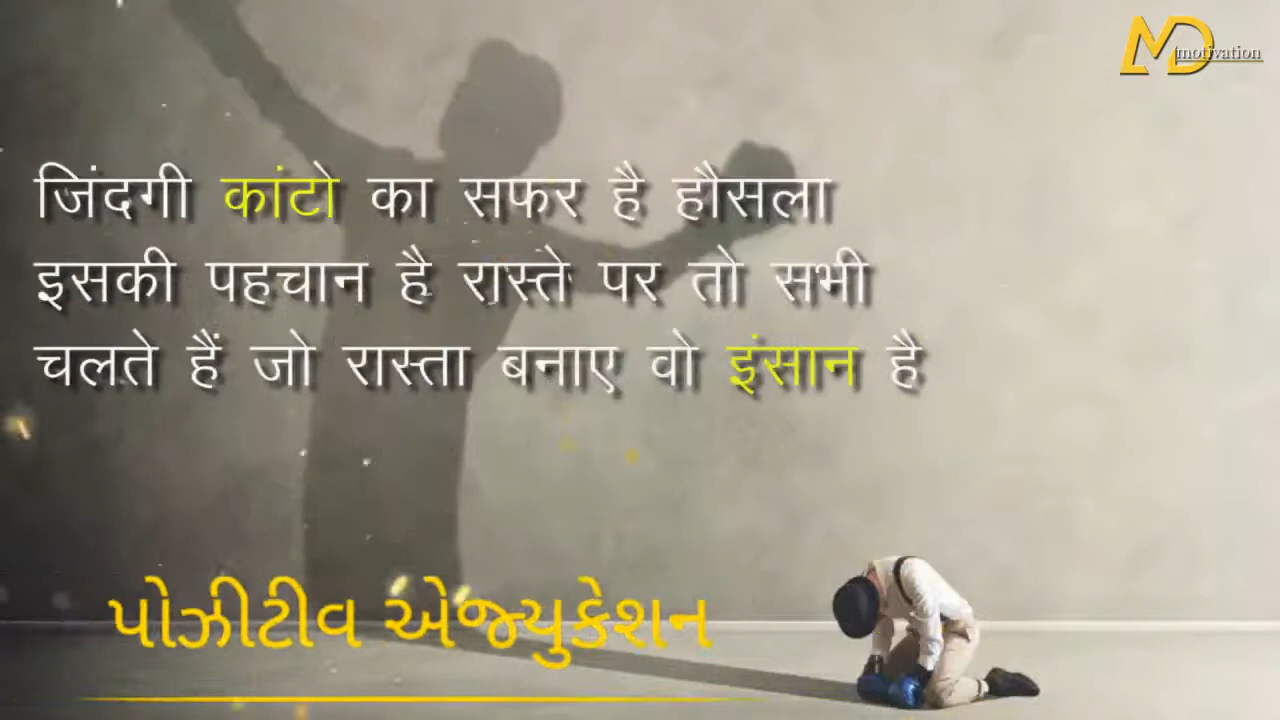 MD motivation
जिंदगी कांटो का सफर है हौसला
इसकी पहचान है रास्ते पर तो सभी
चलते हैं जो रास्ता बनाए वो इंसान है
પોઝીટીવ એજ્યુકેશન